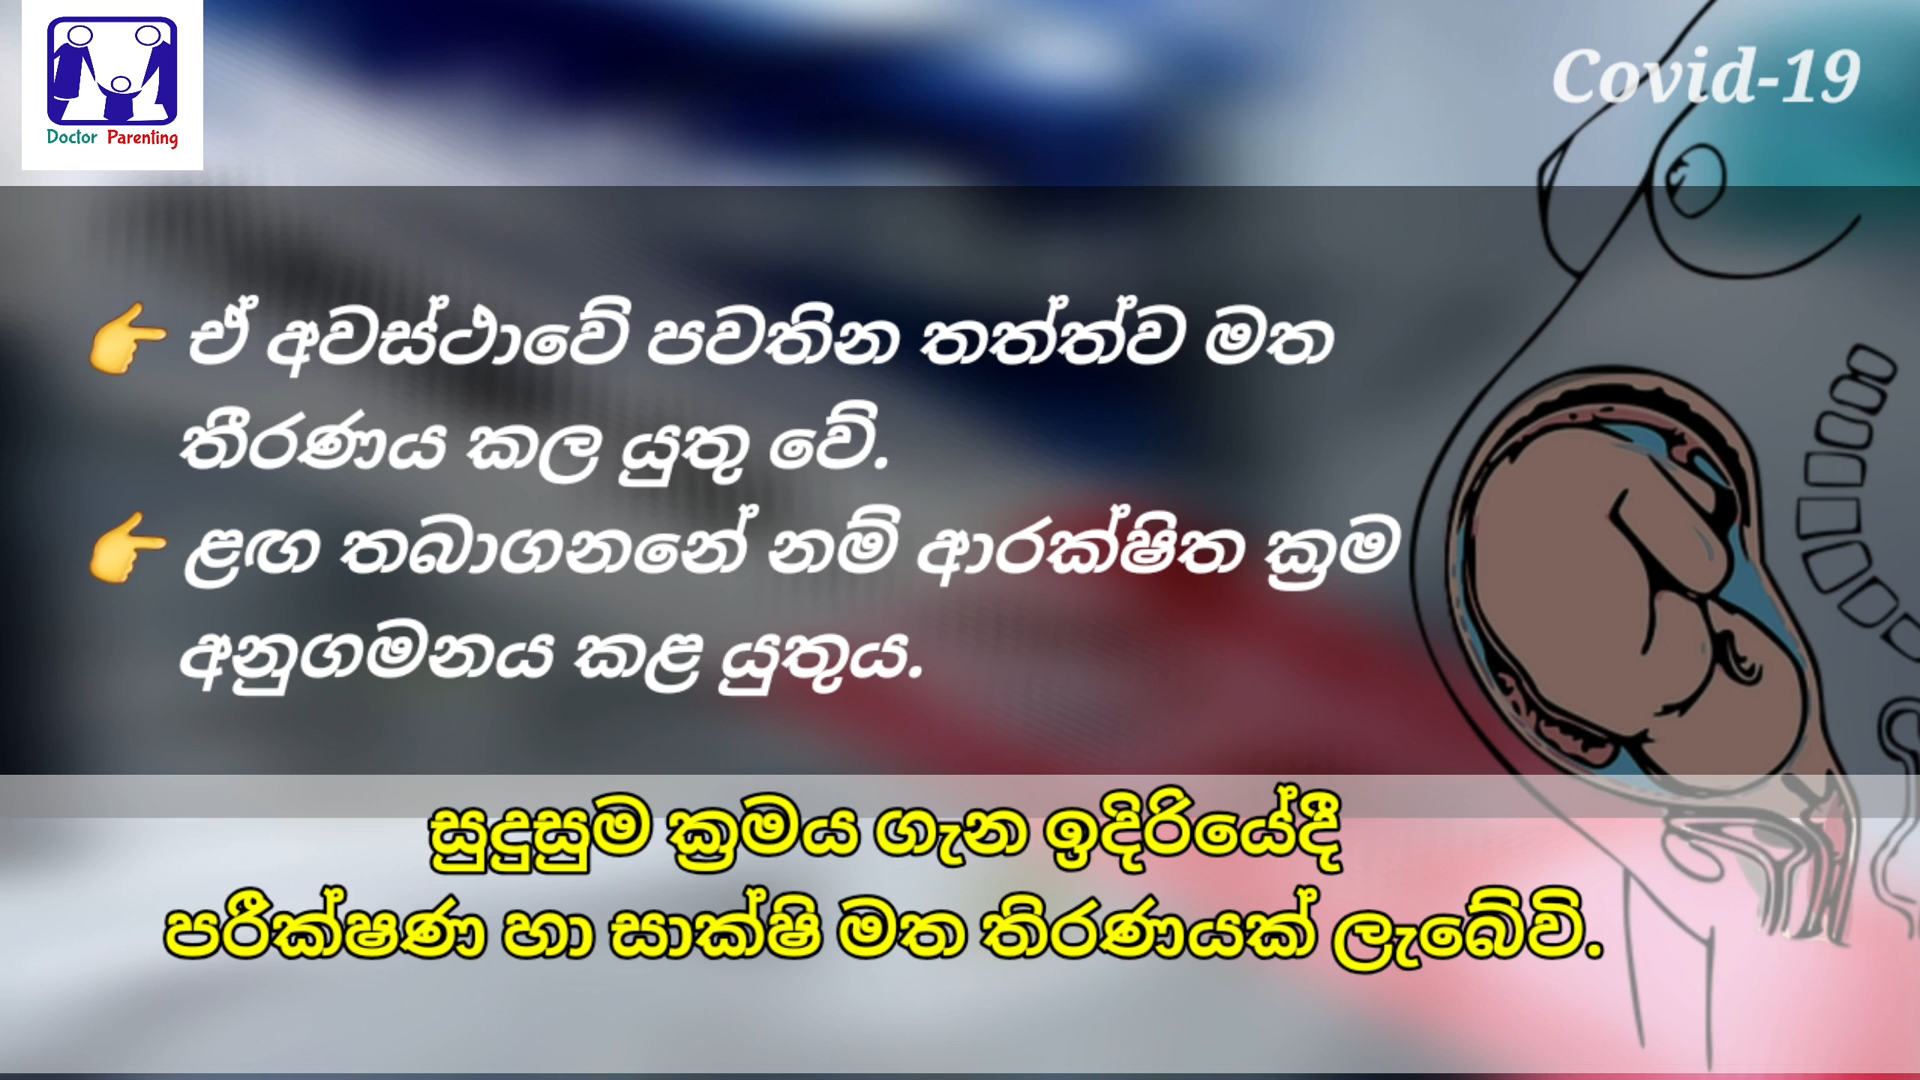 Doctor Parenting
Covid-19
👉 ඒ අවස්ථාවේ පවතින තත්ත්ව මත
තීරණය කල යුතු වේ.
👉 ළඟ තබාගනනේ නම් ආරක්ෂිත ක්‍රම
අනුගමනය කළ යුතුය.
සුදුසුම ක්‍රමය ගැන ඉදිරියේදී
පරීක්ෂණ හා සාක්ෂි මත තිරණයක් ලැබේවි.